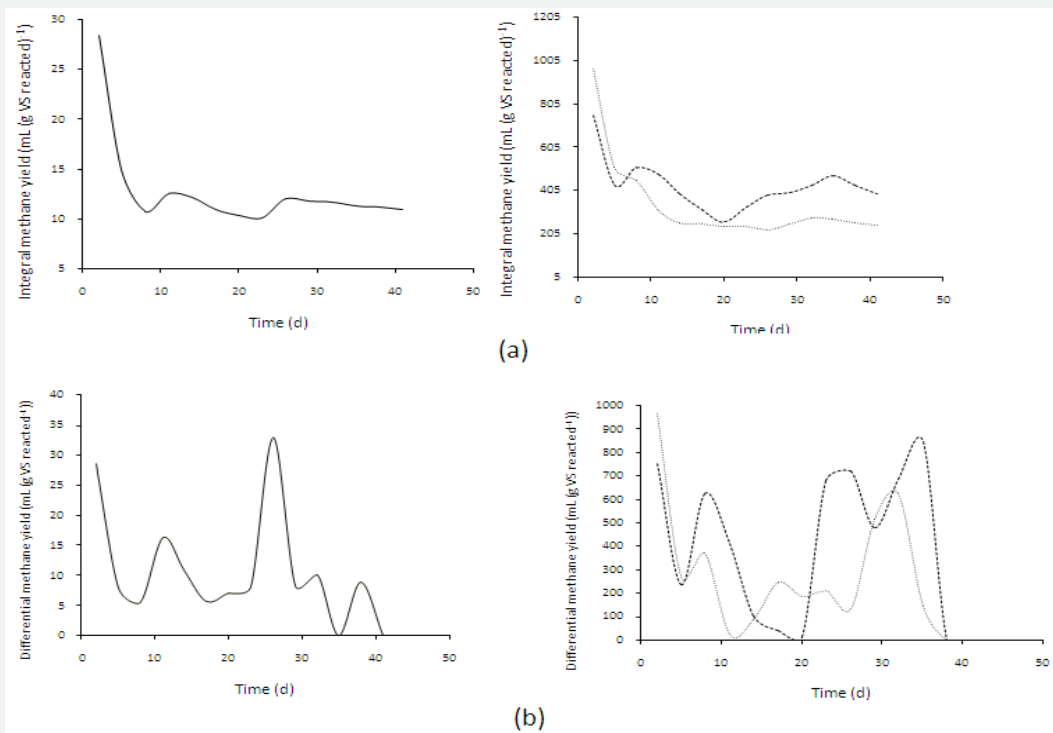 Integral methane yield (mL (g VS reacted)⁻¹)
30
25
20
15
10
5
0 10 20 30 40 50
Time (d)
Integral methane yield (mL (g VS reacted)⁻¹
1205
1005
805
605
405
205
5
0 10 20 30 40 50
Time (d)
(a)
Differential methane yield (mL (g VS reacted⁻¹))
40
35
30
25
20
15
10
5
0
0 10 20 30 40 50
Time (d)
Differential methane yield (mL (g VS reacted⁻¹))
1000
900
800
700
600
500
400
300
200
100
0
0 10 20 30 40 50
Time (d)
(b)